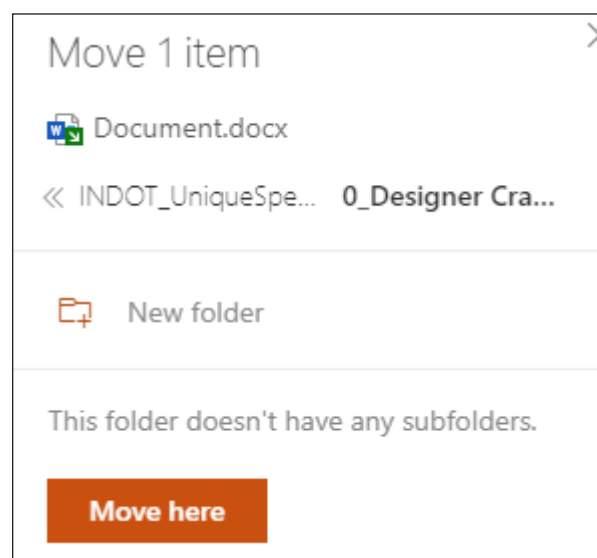 Move 1 item
Document.docx
INDOT_UniqueSpe... 0_Designer Cra...
New folder
This folder doesn't have any subfolders.
Move here